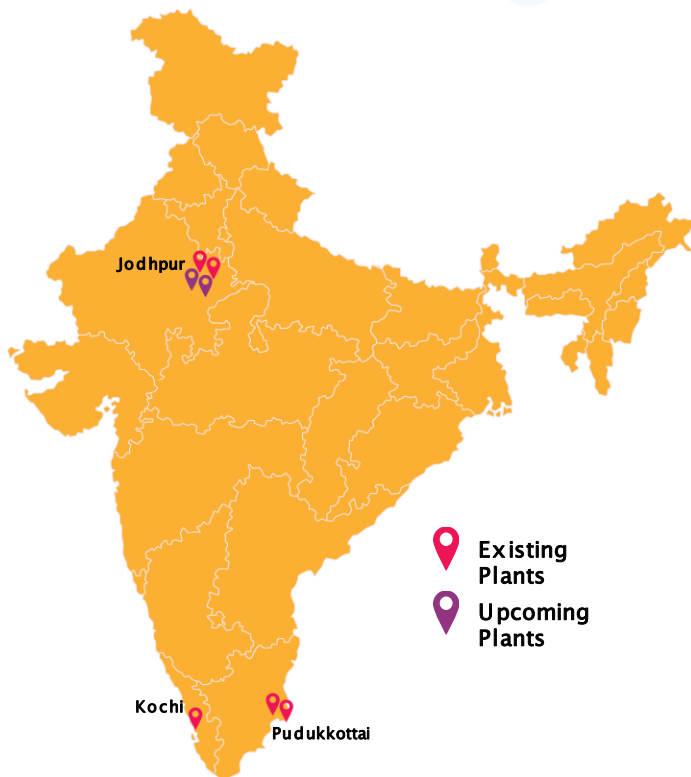 Jodhpur
Existing
Plants
Upcoming
Plants
Kochi
Pudukkottai